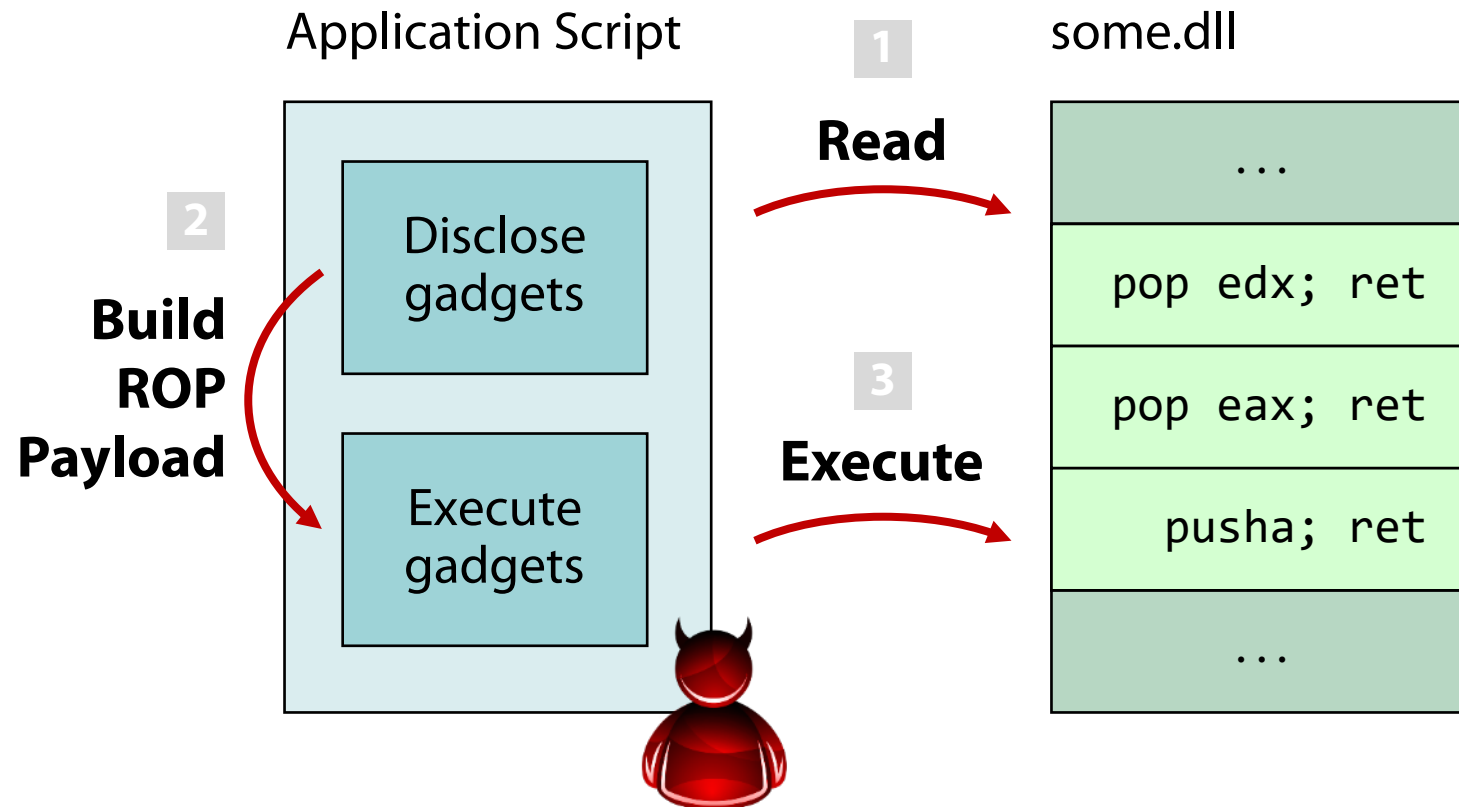 Application Script
1
some.dll
Read
...
2
Disclose
gadgets
pop edx; ret
Build
ROP
Payload
3
pop eax; ret
Execute
Execute
gadgets
pusha; ret
...